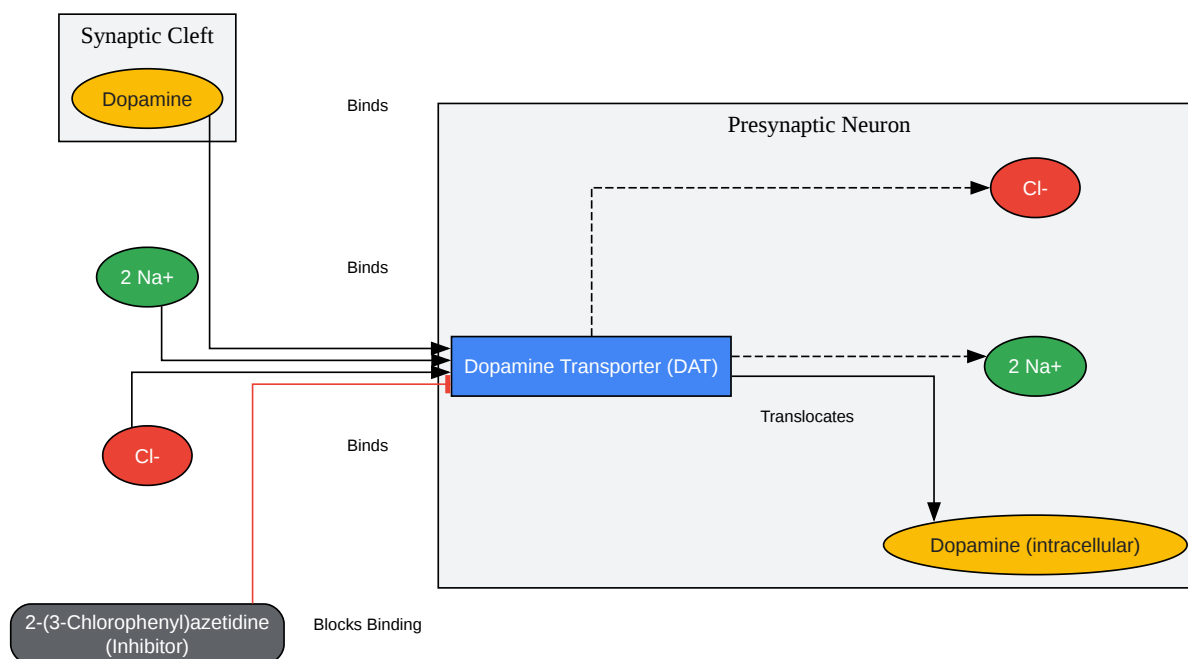 Synaptic Cleft
Dopamine
Binds
Presynaptic Neuron
Cl-
Binds
2 Na+
Dopamine Transporter (DAT)
2 Na+
Translocates
Binds
Cl-
Dopamine (intracellular)
2-(3-Chlorophenyl)azetidine
(Inhibitor)
Blocks Binding